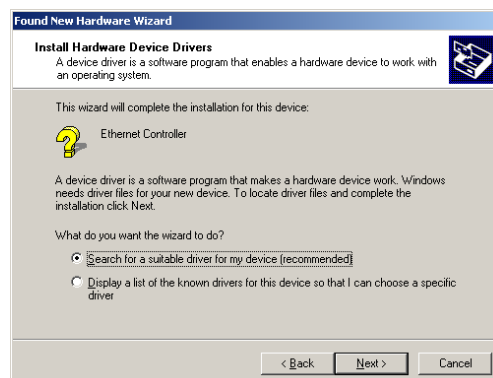 Found New Hardware Wizard
Install Hardware Device Drivers
A device driver is a software program that enables a hardware device to work with
an operating system.
This wizard will complete the installation for this device:
Ethernet Controller
A device driver is a software program that makes a hardware device work. Windows
needs driver files for your new device. To locate driver files and complete the
installation click Next.
What do you want the wizard to do?
Search for a suitable driver for my device (recommended)
Display a list of the known drivers for this device so that I can choose a specific
driver
< Back Next > Cancel